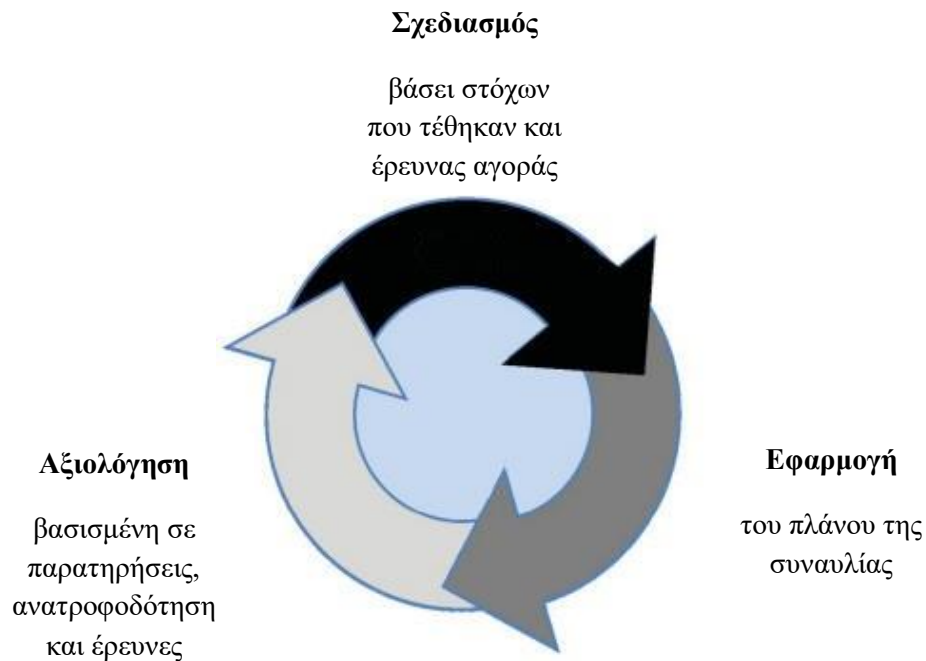 Σχεδιασμός
βάσει στόχων
που τέθηκαν και
έρευνας αγοράς
Εφαρμογή
του πλάνου της
συναυλίας
Αξιολόγηση
βασισμένη σε
παρατηρήσεις,
ανατροφοδότηση
και έρευνες